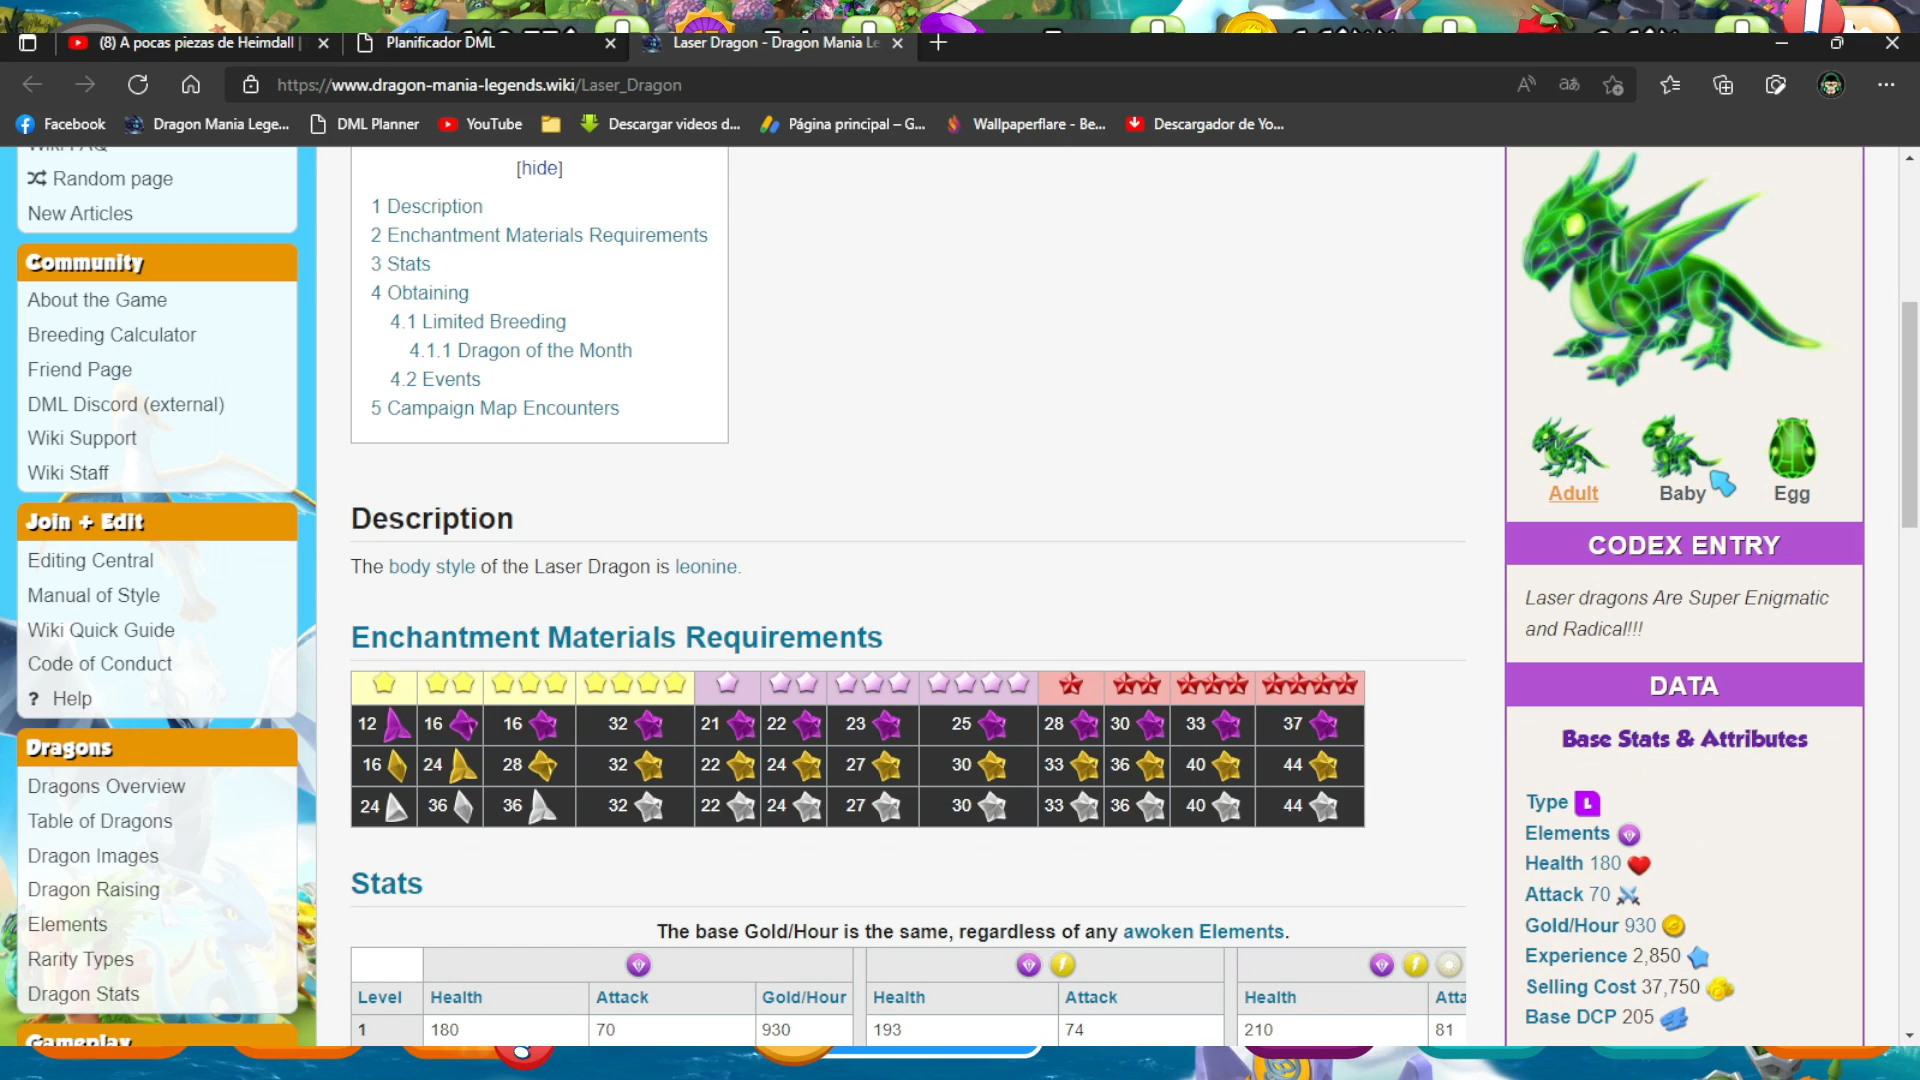 (8) A pocas piezas de Heimdall |
Planificador DML
Laser Dragon - Dragon Mania Le
https://www.dragon-mania-legends.wiki/Laser_Dragon
Facebook
Dragon Mania Lege...
DML Planner
YouTube
Descargar videos d...
Página principal – G...
Wallpaperflare - Be...
Descargador de Yo...
Wiki FAQ
Random page
New Articles
Community
About the Game
Breeding Calculator
Friend Page
DML Discord (external)
Wiki Support
Wiki Staff
Join + Edit
Editing Central
Manual of Style
Wiki Quick Guide
Code of Conduct
? Help
Dragons
Dragons Overview
Table of Dragons
Dragon Images
Dragon Raising
Elements
Rarity Types
Dragon Stats
Gameplay
[hide]
1 Description
2 Enchantment Materials Requirements
3 Stats
4 Obtaining
4.1 Limited Breeding
4.1.1 Dragon of the Month
4.2 Events
5 Campaign Map Encounters
Description
The body style of the Laser Dragon is leonine.
Enchantment Materials Requirements
12 16 16 32 21 22 23 25 28 30 33 37
16 24 28 32 22 24 27 30 33 36 40 44
24 36 36 32 22 24 27 30 33 36 40 44
Stats
The base Gold/Hour is the same, regardless of any awoken Elements.
Level Health Attack Gold/Hour Health Attack Health Atta
1 180 70 930 193 74 210 81
Adult Baby Egg
CODEX ENTRY
Laser dragons Are Super Enigmatic
and Radical!!!
DATA
Base Stats & Attributes
Type L
Elements
Health 180
Attack 70
Gold/Hour 930
Experience 2,850
Selling Cost 37,750
Base DCP 205